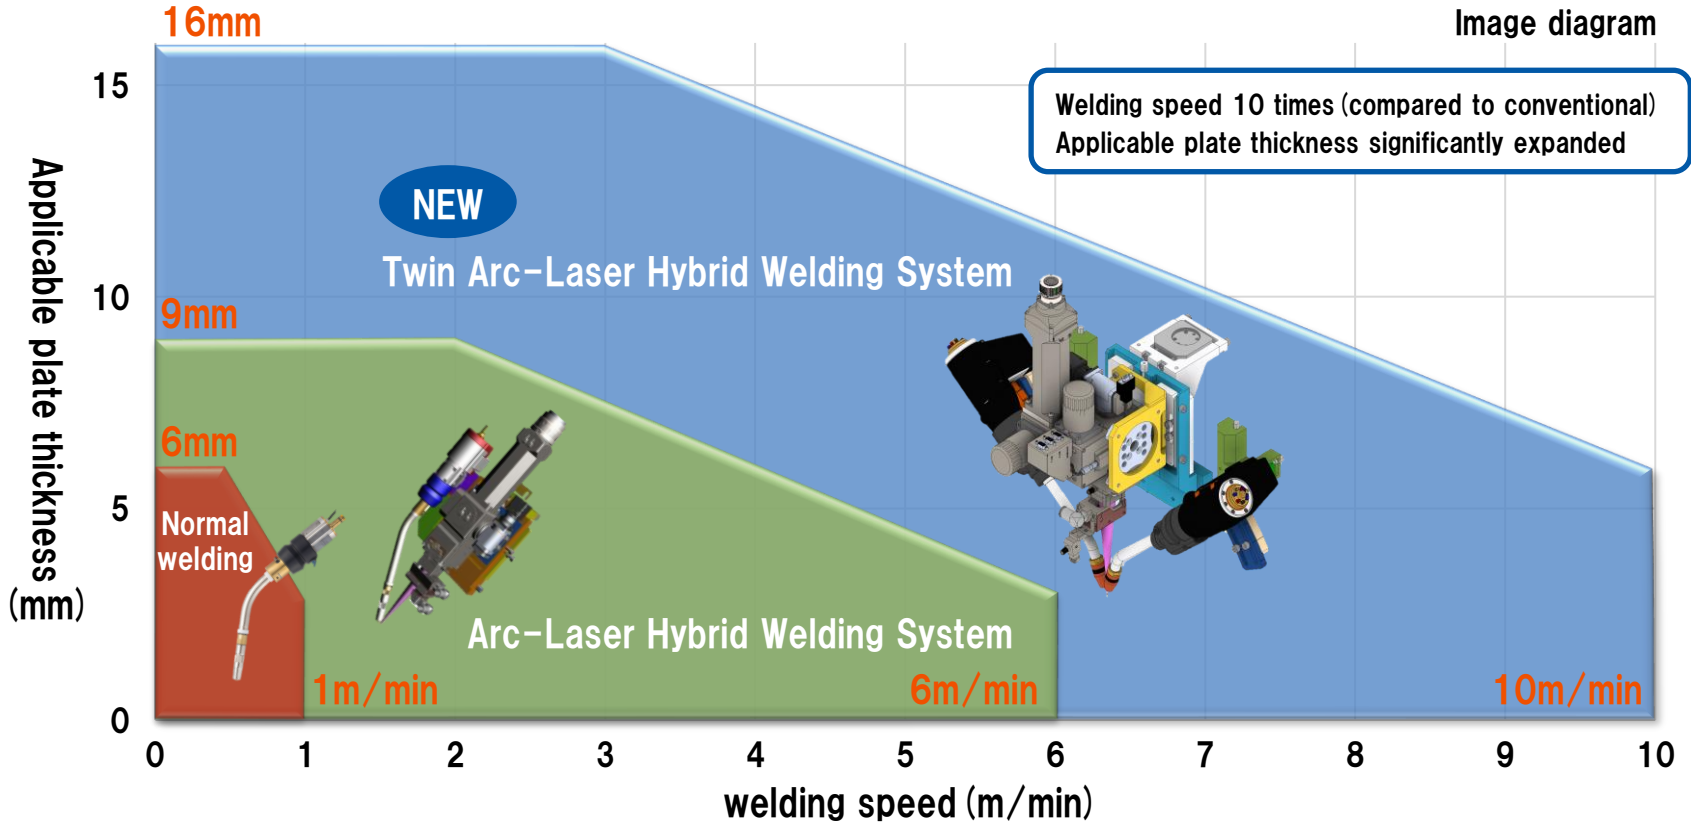 16mm
Image diagram
Welding speed 10 times (compared to conventional)
Applicable plate thickness significantly expanded
15
NEW
Twin Arc-Laser Hybrid Welding System
10
9mm
Applicable plate thickness
(mm)
6mm
5
Normal
welding
Arc-Laser Hybrid Welding System
1m/min
6m/min
10m/min
0
0 1 2 3 4 5 6 7 8 9 10
welding speed (m/min)